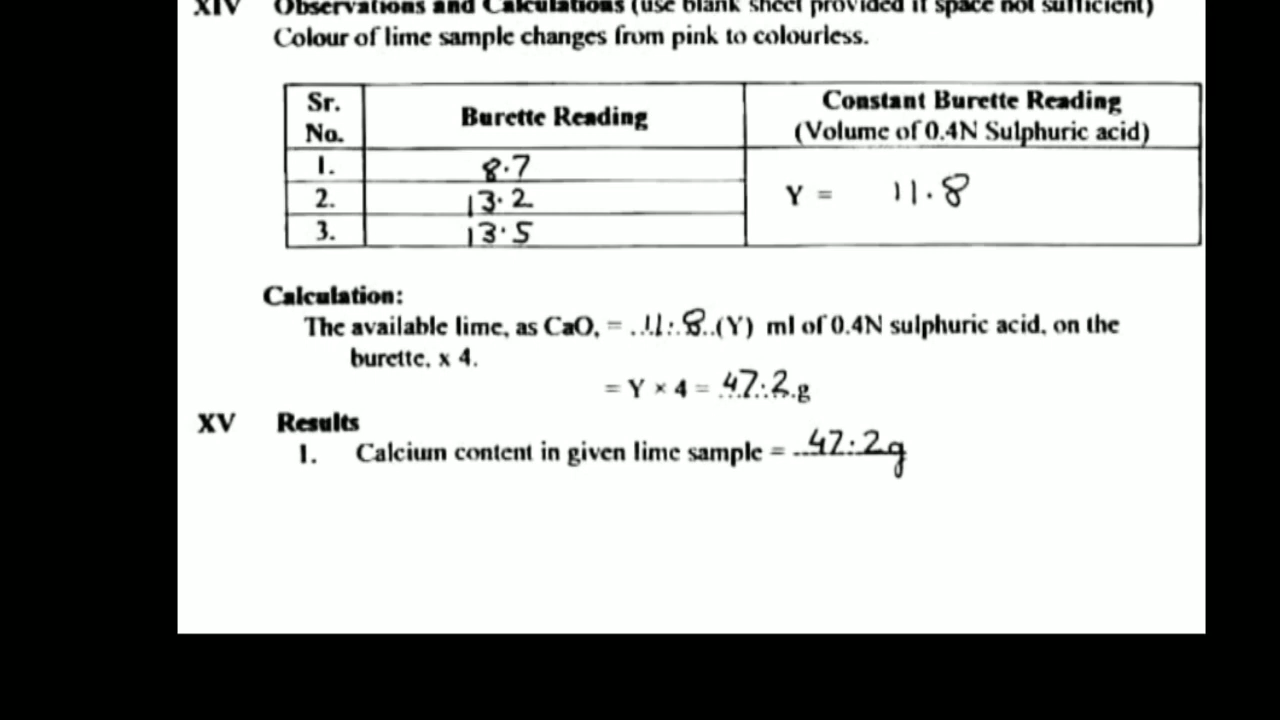 XIV Observations and Calculations (use blank sheet provided if space not sufficient)
Colour of lime sample changes from pink to colourless.
Sr. No. Burette Reading Constant Burette Reading (Volume of 0.4N Sulphuric acid)
1. 8.7
2. 13.2
3. 13.5
Y = 11.8
Calculation:
The available lime, as CaO, = 11.8 (Y) ml of 0.4N sulphuric acid, on the
burette, x 4.
= Y × 4 = 47.2 g
XV Results
1. Calcium content in given lime sample = 47.2g